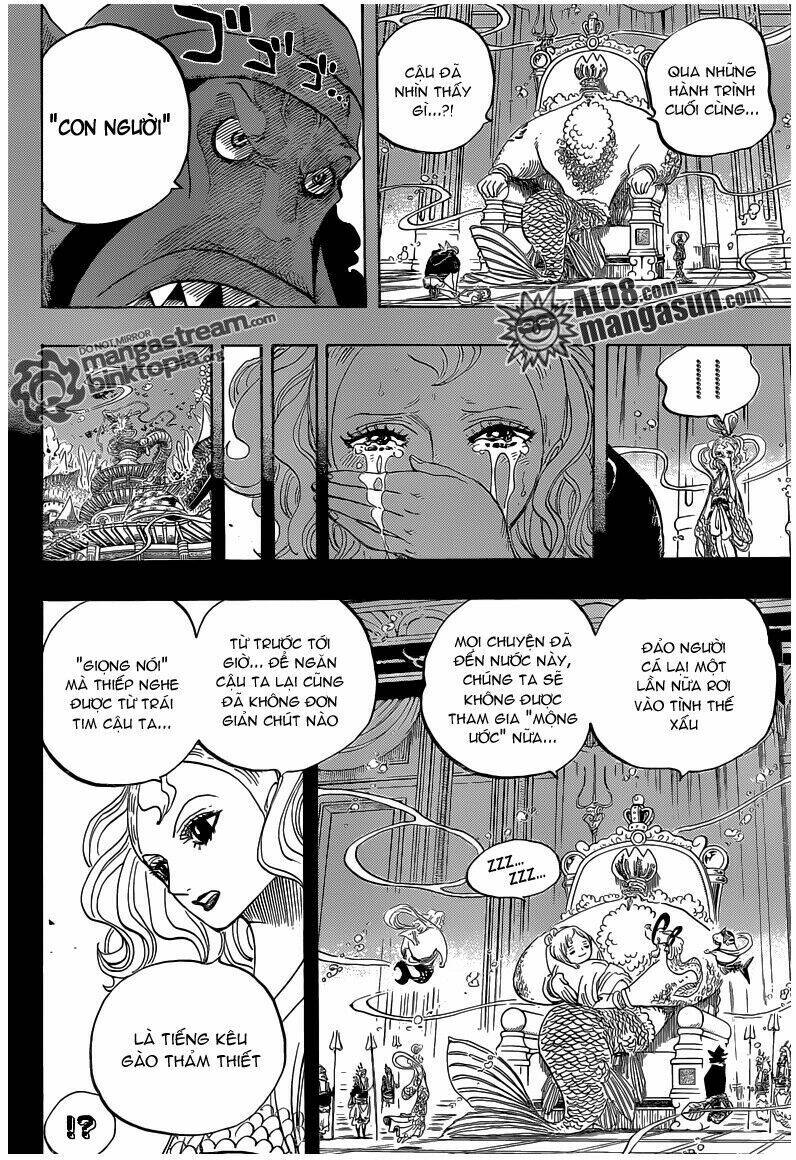 QUA NHỮNG
HÀNH TRÌNH
CUỐI CÙNG...
CẬU ĐÃ
NHÌN THẤY
GÌ...?!
ゴゴゴゴ...
"CON NGƯỜI"
AL08.com
mangasun.com
DO NOT MIRROR
mangastream.com
binktopia.org
!!
ĐẢO NGƯỜI
CÁ LẠI MỘT
LẦN NỮA RƠI
VÀO TÌNH THẾ
XẤU
MỌI CHUYỆN ĐÃ
ĐẾN NƯỚC NÀY,
CHÚNG TA SẼ
KHÔNG ĐƯỢC
THAM GIA "MỘNG
ƯỚC" NỮA...
ZZZ...
ZZZ...
TỪ TRƯỚC TỚI
GIỜ... ĐỂ NGĂN
CẬU TA LẠI CŨNG
ĐÃ KHÔNG ĐƠN
GIẢN CHÚT NÀO
"GIỌNG NÓI"
MÀ THIẾP NGHE
ĐƯỢC TỪ TRÁI
TIM CẬU TA...
LÀ TIẾNG KÊU
GÀO THẢM THIẾT
!?